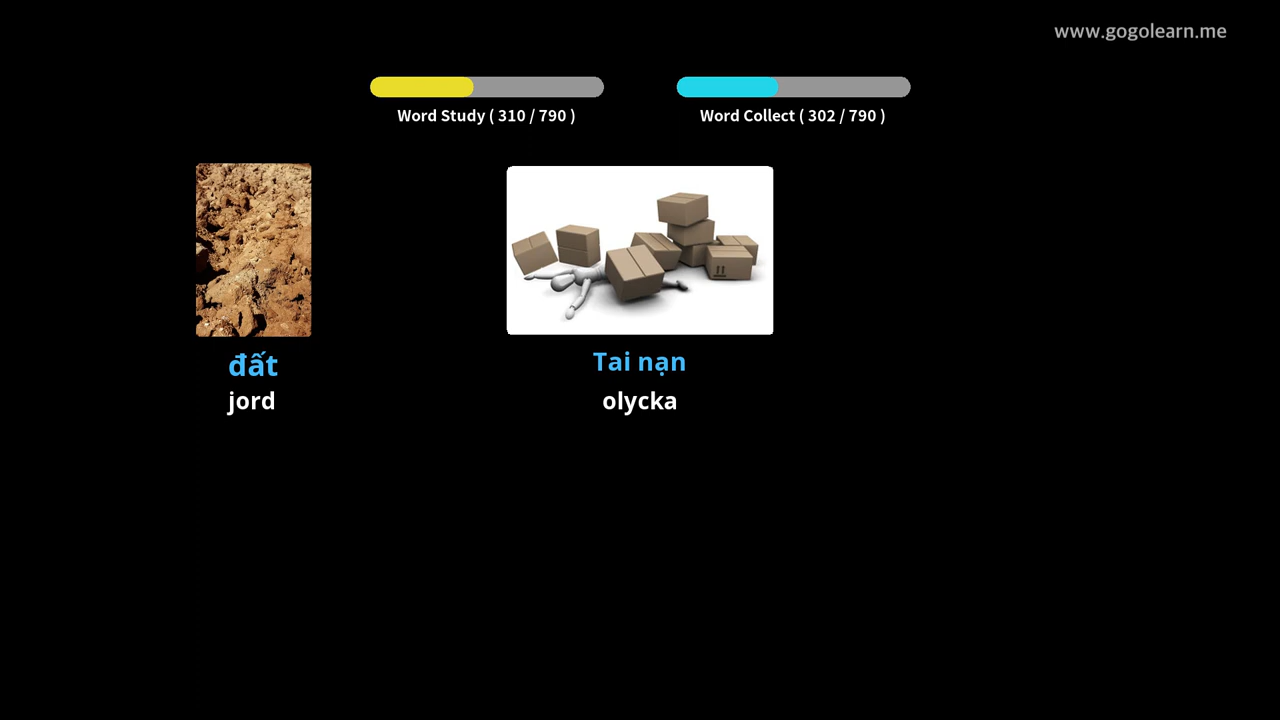 www.gogolearn.me
Word Study ( 310 / 790 )
Word Collect ( 302 / 790 )
đất
jord
Tai nạn
olycka